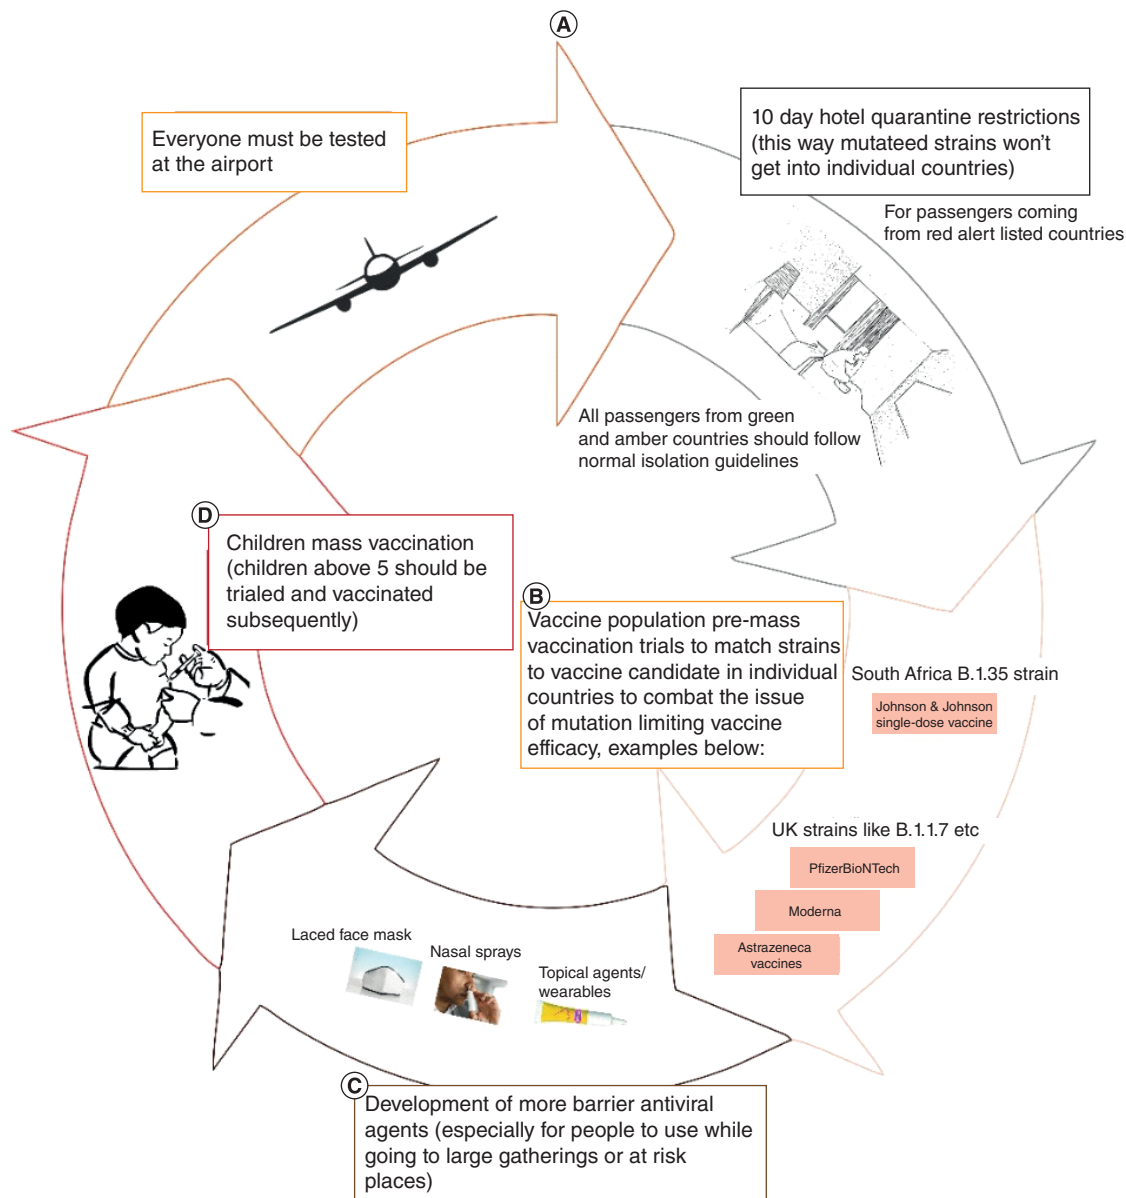 A
Everyone must be tested
at the airport
10 day hotel quarantine restrictions
(this way mutateed strains won't
get into individual countries)
For passengers coming
from red alert listed countries
All passengers from green
and amber countries should follow
normal isolation guidelines
D
Children mass vaccination
(children above 5 should be
trialed and vaccinated
subsequently)
B
Vaccine population pre-mass
vaccination trials to match strains
to vaccine candidate in individual
countries to combat the issue
of mutation limiting vaccine
efficacy, examples below:
South Africa B.1.35 strain
Johnson & Johnson
single-dose vaccine
UK strains like B.1.1.7 etc
PfizerBioNTech
Moderna
Astrazeneca
vaccines
Laced face mask
Nasal sprays
Topical agents/
wearables
C
Development of more barrier antiviral
agents (especially for people to use while
going to large gatherings or at risk
places)